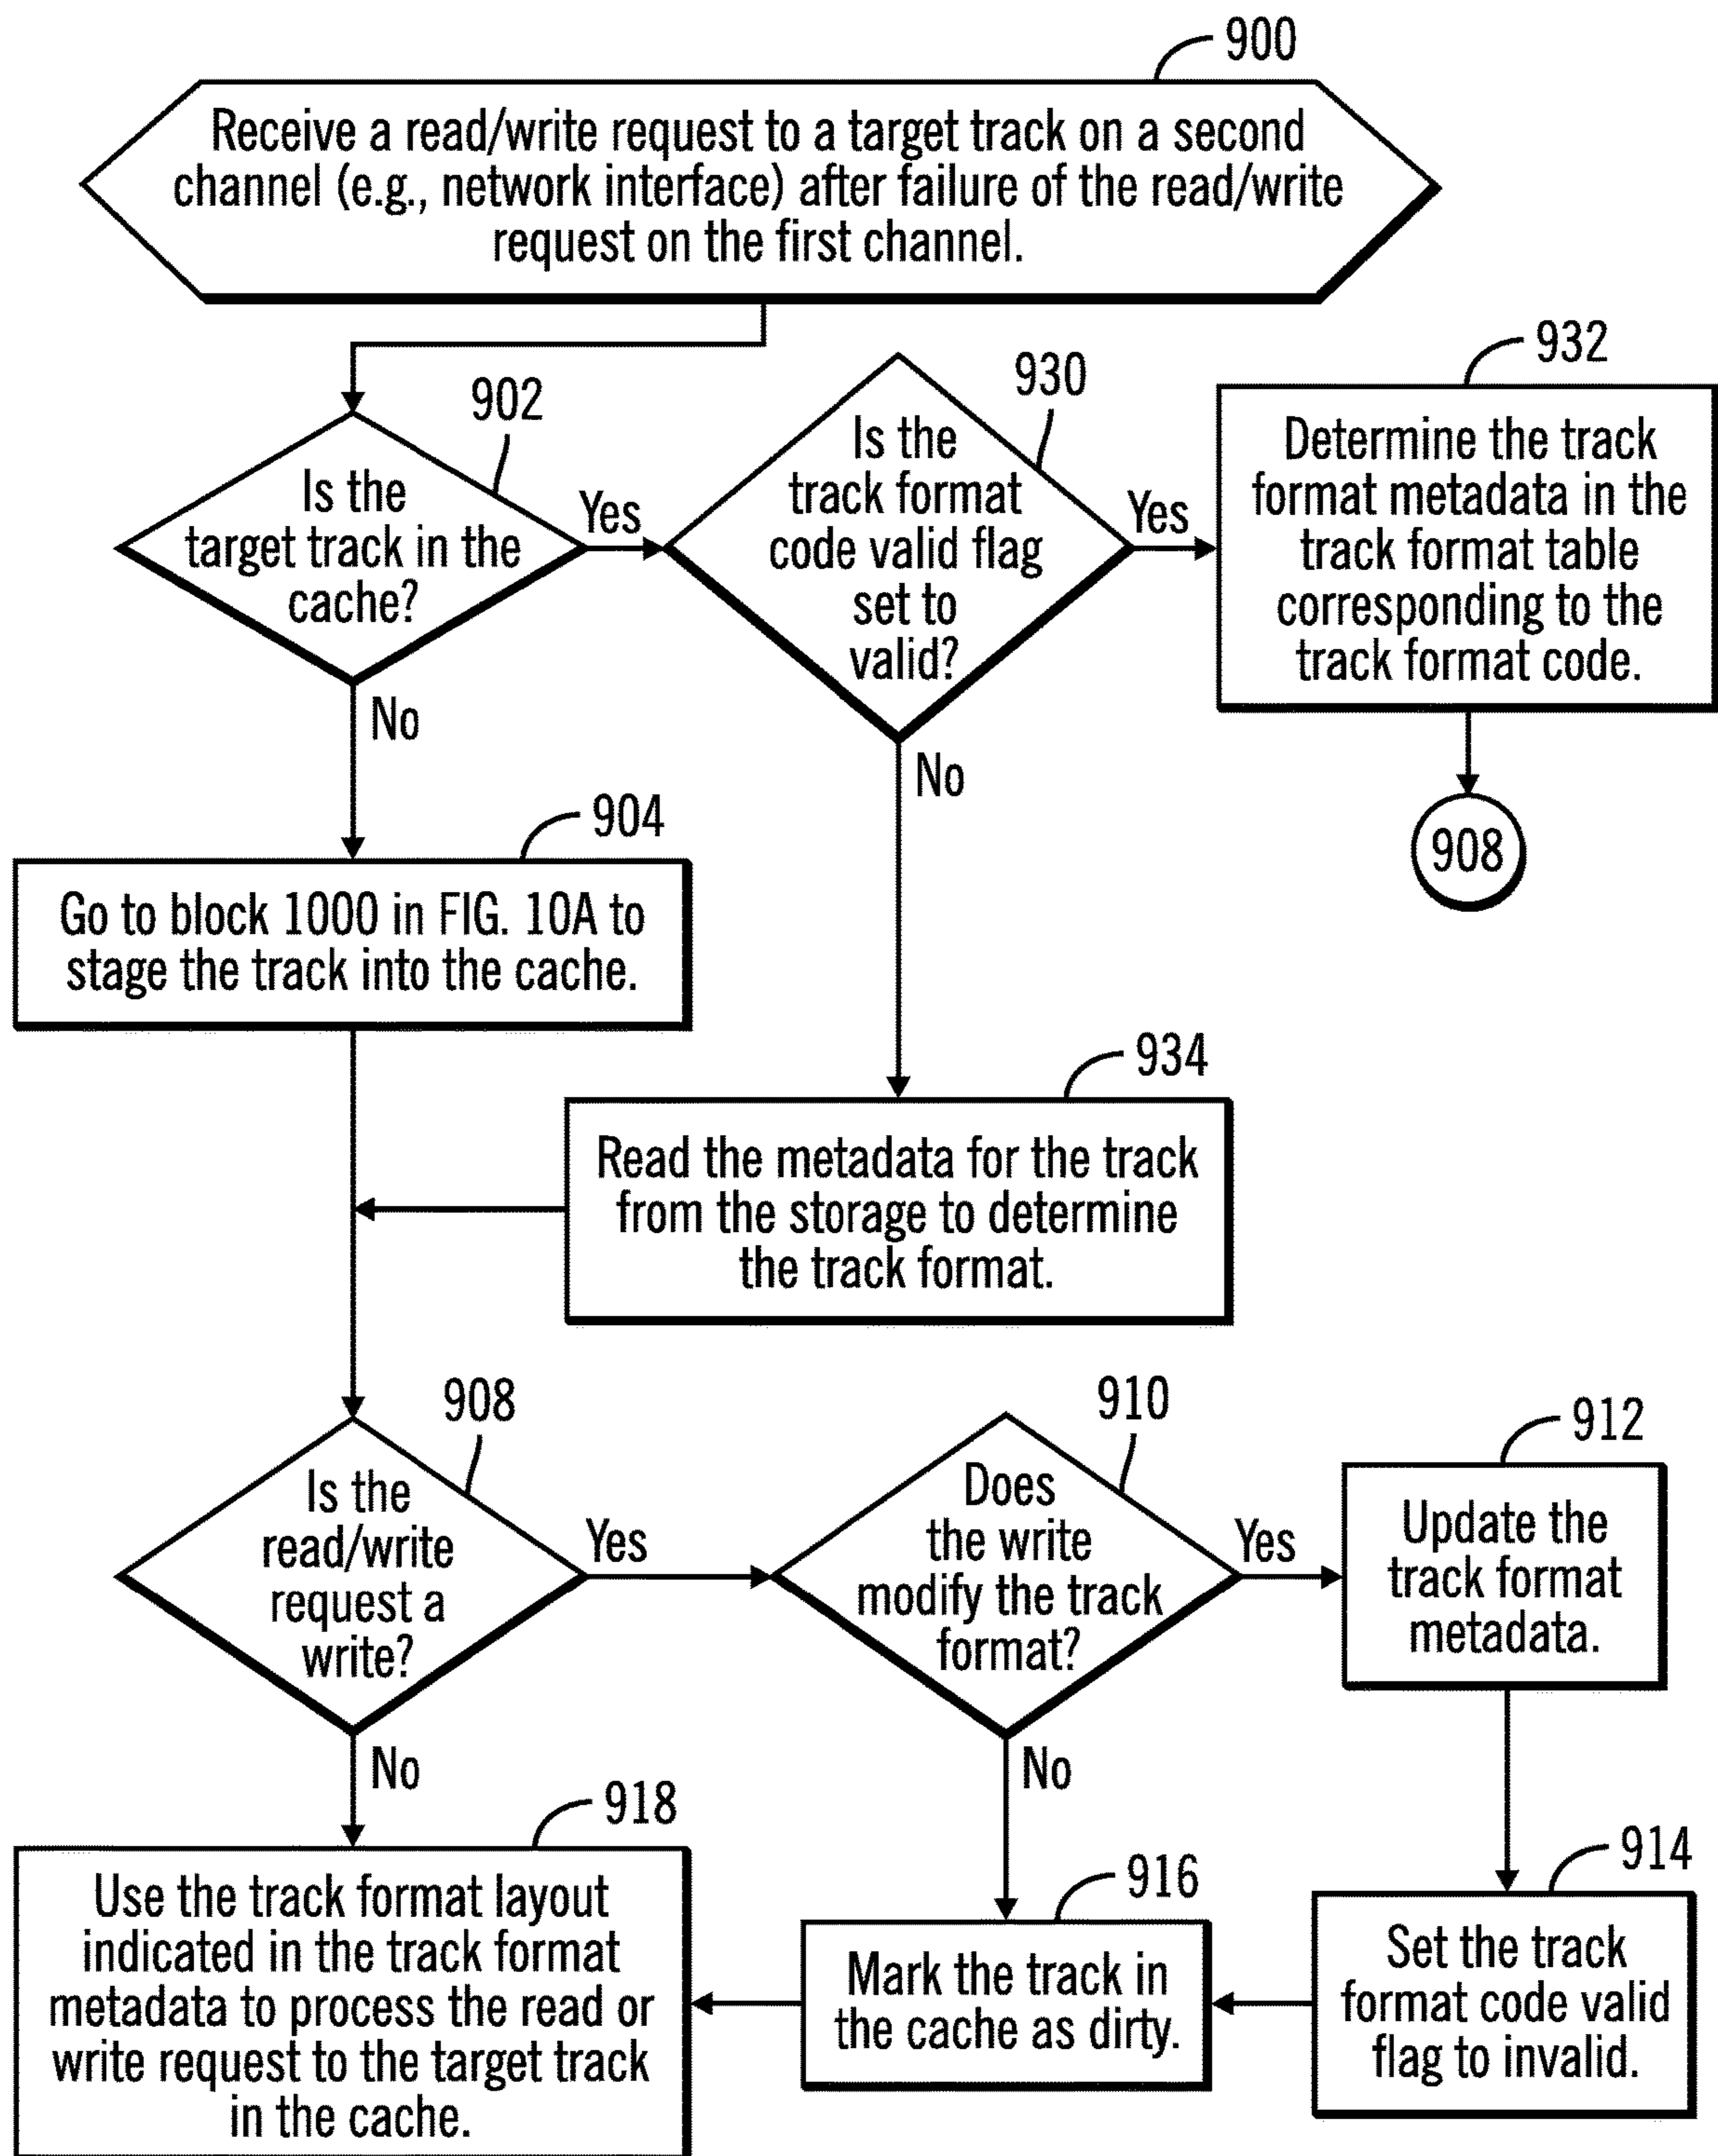 900
Receive a read/write request to a target track on a second
channel (e.g., network interface) after failure of the read/write
request on the first channel.
902
Is the
target track in the
cache?
Yes
No
930
Is the
track format
code valid flag
set to
valid?
Yes
No
932
Determine the track
format metadata in the
track format table
corresponding to the
track format code.
908
904
Go to block 1000 in FIG. 10A to
stage the track into the cache.
934
Read the metadata for the track
from the storage to determine
the track format.
908
Is the
read/write
request a
write?
Yes
No
910
Does
the write
modify the track
format?
Yes
No
912
Update the
track format
metadata.
914
Set the track
format code valid
flag to invalid.
916
Mark the track in
the cache as dirty.
918
Use the track format layout
indicated in the track format
metadata to process the read or
write request to the target track
in the cache.